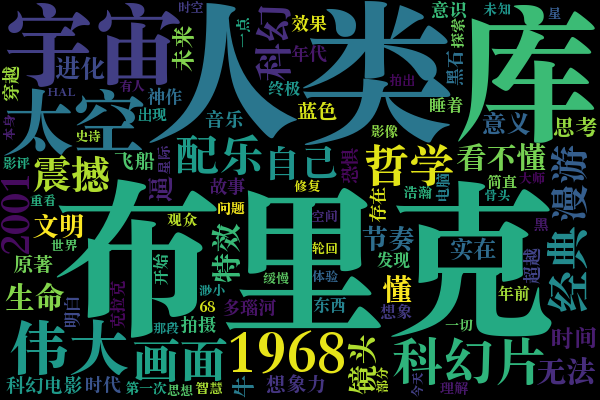 宇宙 人类 库
时空 一点 效果 意识 未知 星
进化 未来 科幻 年代 探索
穿越 HAL 有人 神作 终极 抽出 黑石
太空 出现 音乐 蓝色 睡着 意义 思考
本身 史诗 影像
影评 震撼 飞船 星际 配乐 自己 恐惧 哲学 看不懂
重看 逼 故事 修复 存在 电脑 浩瀚 简直 大师 骨头 漫游
2001 文明 布里克 观众 问题 空间 黑
世界 特效 轮回 节奏 实在 超越 经典
原著 开始 缓慢 体验 发现
生命 明白 克拉克 渺小 68 多瑙河 东西 懂 想象 年前
伟大 画面 那段 拍摄 1968 镜头 一切 科幻片 时间 无法
科幻电影 时代 第一次 思想 智慧 牛 想象力 部分 今天 理解